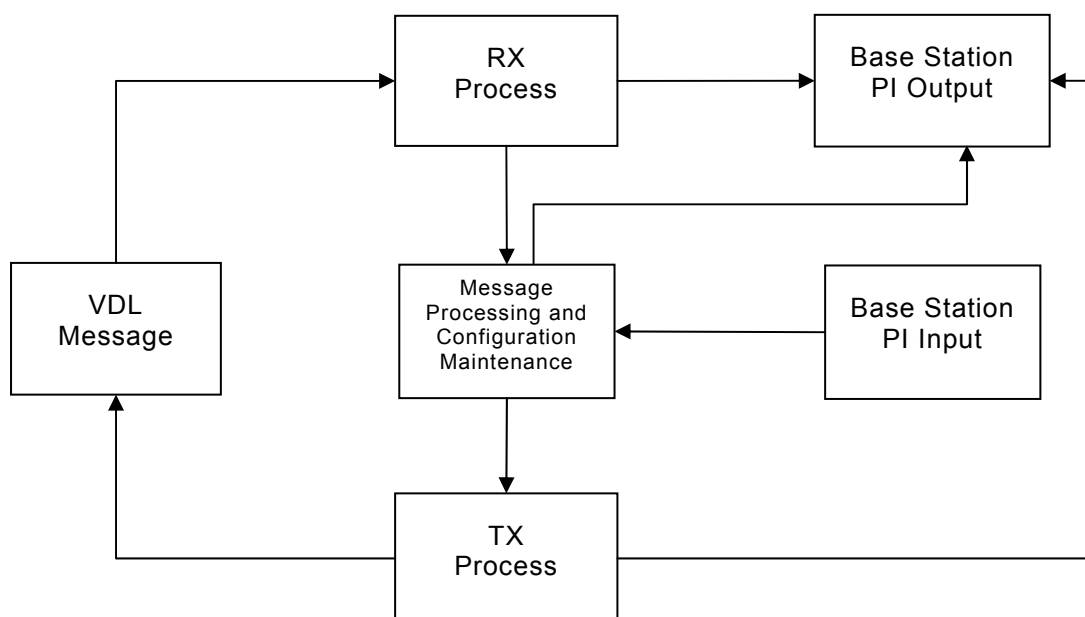 RX
Process
Base Station
PI Output
VDL
Message
Message
Processing and
Configuration
Maintenance
Base Station
PI Input
TX
Process